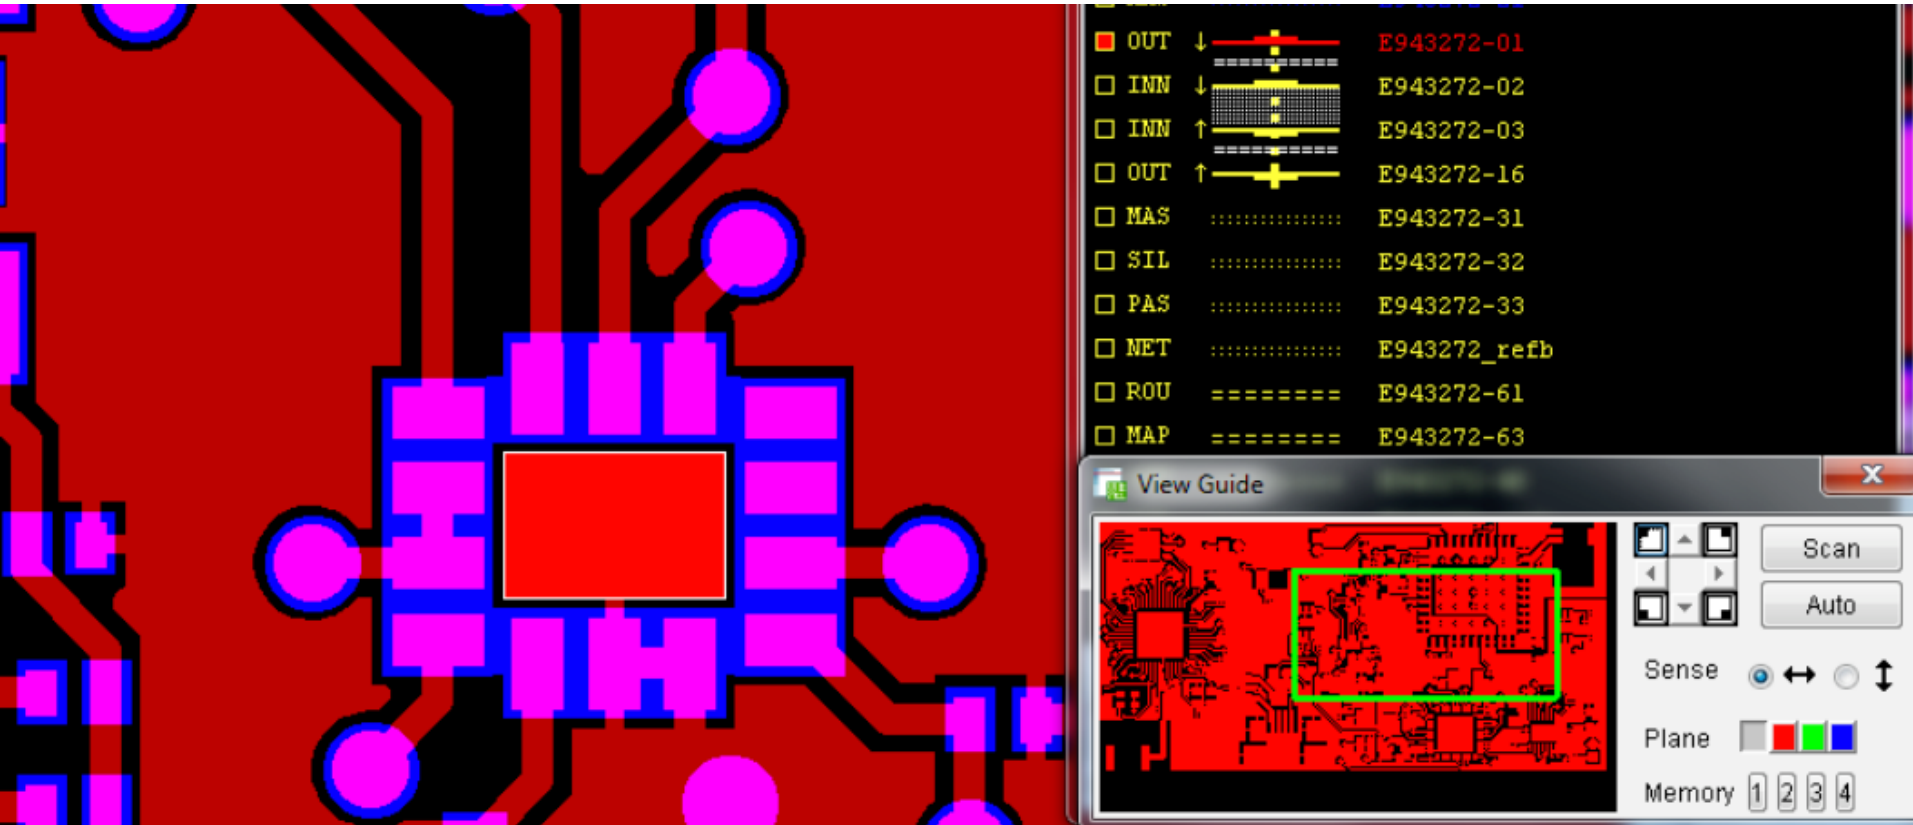 OUT ↓ E943272-01
INN ↓ E943272-02
INN ↑ E943272-03
OUT ↑ E943272-16
MAS E943272-31
SIL E943272-32
PAS E943272-33
NET E943272_refb
ROU ======== E943272-61
MAP ======== E943272-63
View Guide
Scan
Auto
Sense
Plane
Memory 1 2 3 4